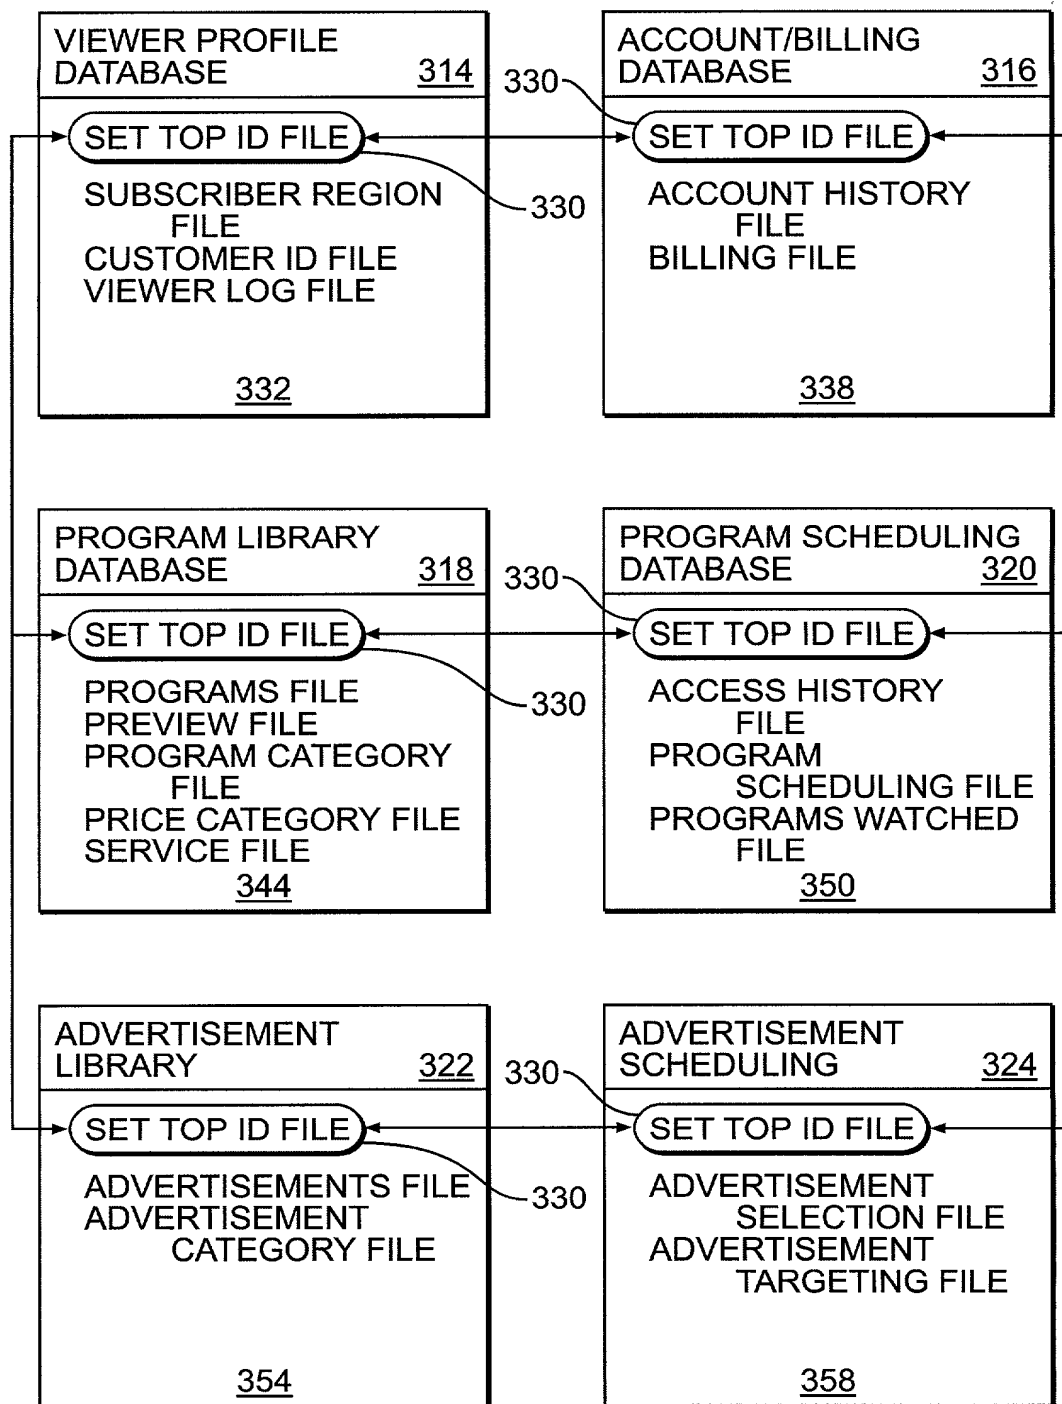 VIEWER PROFILE
DATABASE 314
330
SET TOP ID FILE
330
SUBSCRIBER REGION
FILE
CUSTOMER ID FILE
VIEWER LOG FILE
332
ACCOUNT/BILLING
DATABASE 316
SET TOP ID FILE
ACCOUNT HISTORY
FILE
BILLING FILE
338
PROGRAM LIBRARY
DATABASE 318
330
SET TOP ID FILE
330
PROGRAMS FILE
PREVIEW FILE
PROGRAM CATEGORY
FILE
PRICE CATEGORY FILE
SERVICE FILE
344
PROGRAM SCHEDULING
DATABASE 320
SET TOP ID FILE
ACCESS HISTORY
FILE
PROGRAM
SCHEDULING FILE
PROGRAMS WATCHED
FILE
350
ADVERTISEMENT
LIBRARY 322
330
SET TOP ID FILE
330
ADVERTISEMENTS FILE
ADVERTISEMENT
CATEGORY FILE
354
ADVERTISEMENT
SCHEDULING 324
SET TOP ID FILE
ADVERTISEMENT
SELECTION FILE
ADVERTISEMENT
TARGETING FILE
358